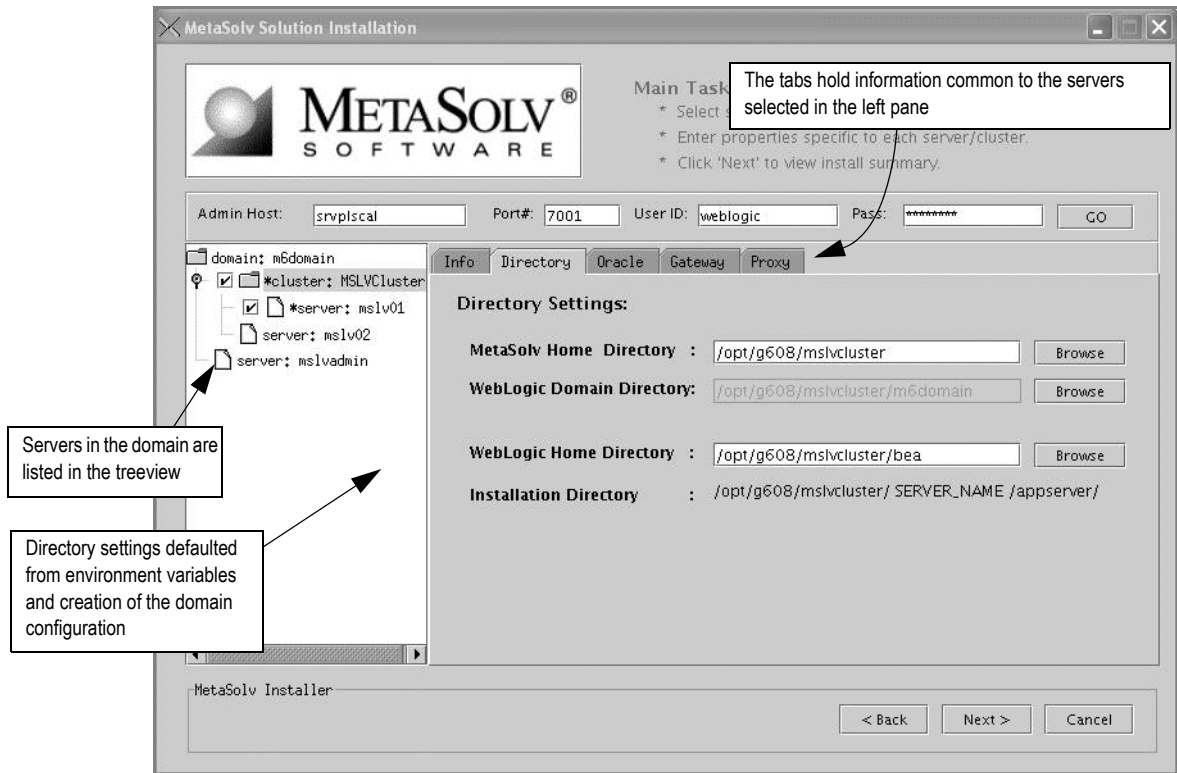 MetaSolv Solution Installation
METASOLV®
SOFTWARE
Main Task
* Select s
* Enter properties specific to each server/cluster.
* Click 'Next' to view install summary.
The tabs hold information common to the servers
selected in the left pane
Admin Host: srvplscal Port#: 7001 User ID: weblogic Pass: ******** GO
domain: m6domain
*cluster: MSLVCluster
*server: mslv01
server: mslv02
server: mslvadmin
Info Directory Oracle Gateway Proxy
Directory Settings:
MetaSolv Home Directory : /opt/g608/mslvcluster Browse
WebLogic Domain Directory: /opt/g608/mslvcluster/m6domain Browse
WebLogic Home Directory : /opt/g608/mslvcluster/bea Browse
Installation Directory : /opt/g608/mslvcluster/ SERVER_NAME /appserver/
Servers in the domain are
listed in the treeview
Directory settings defaulted
from environment variables
and creation of the domain
configuration
MetaSolv Installer
< Back Next > Cancel